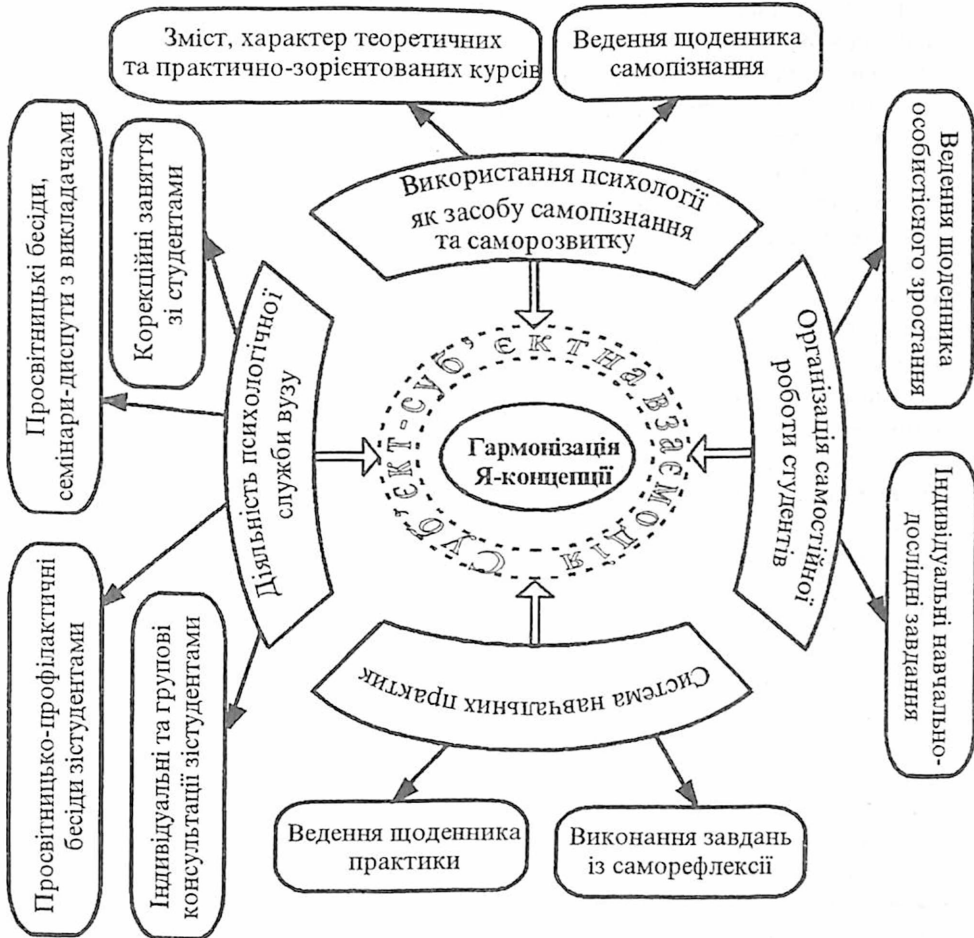 Зміст, характер теоретичних
та практично-зорієнтованих курсів
Ведення щоденника
самопізнання
Використання психології
як засобу самопізнання
та саморозвитку
Просвітницькі бесіди,
семінари-диспути з викладачами
Корекційні заняття
зі студентами
Діяльність психологічної
служби вузу
Просвітницько-профілактичні
бесіди зістудентами
Індивідуальні та групові
консультації зістудентами
Суб’єкт-суб’єктна взаємодія
Гармонізація
Я-концепції
Організація самостійної
роботи студентів
Ведення щоденника
особистісного зростання
Індивідуальні навчально-
дослідні завдання
Система навчальних практик
Ведення щоденника
практики
Виконання завдань
із саморефлексії